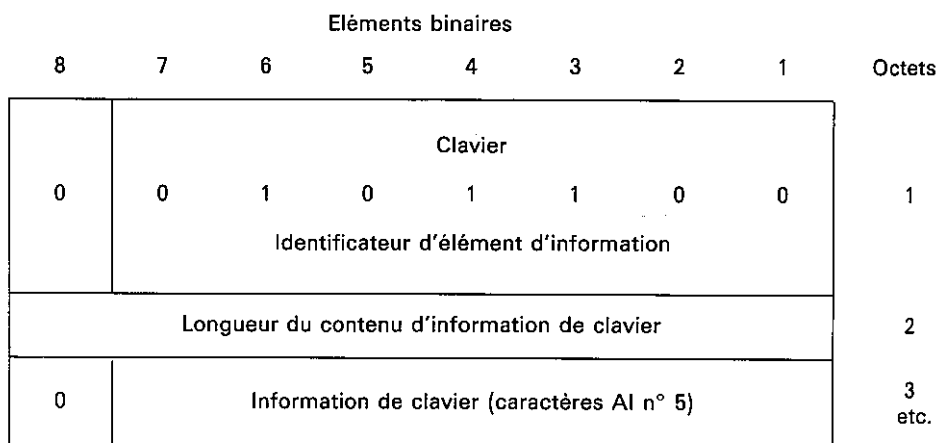 Eléments binaires
8 7 6 5 4 3 2 1 Octets
Clavier
0 0 1 0 1 1 0 0 1
Identificateur d'élément d'information
Longueur du contenu d'information de clavier 2
0 Information de clavier (caractères AI n° 5) 3
etc.